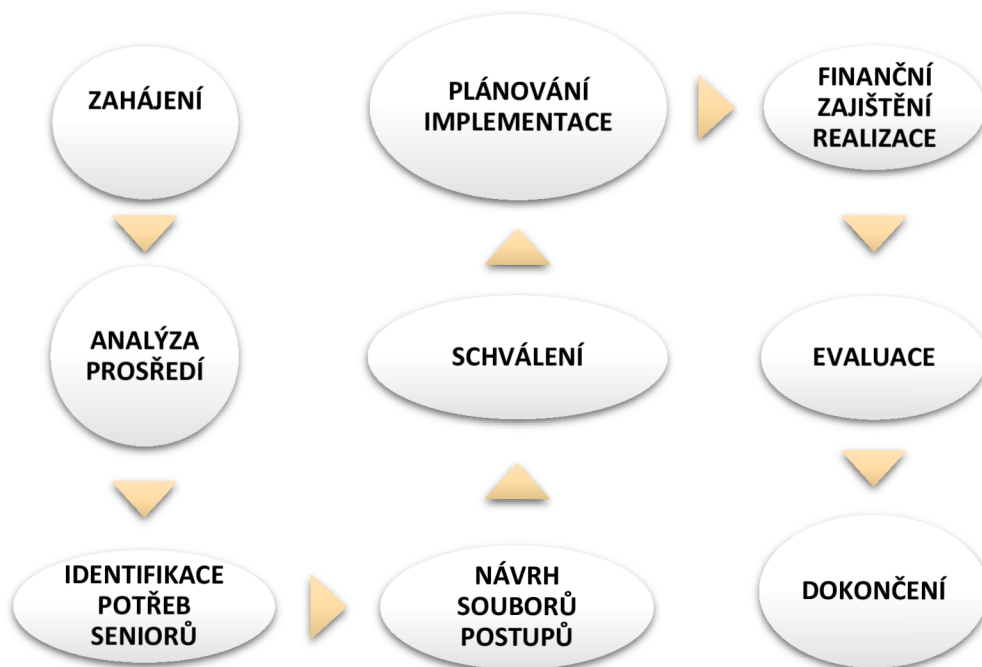 ZAHÁJENÍ
ANALÝZA
PROSŘEDÍ
IDENTIFIKACE
POTŘEB
SENIORŮ
NÁVRH
SOUBORŮ
POSTUPŮ
SCHVÁLENÍ
PLÁNOVÁNÍ
IMPLEMENTACE
FINANČNÍ
ZAJIŠTĚNÍ
REALIZACE
EVALUACE
DOKONČENÍ